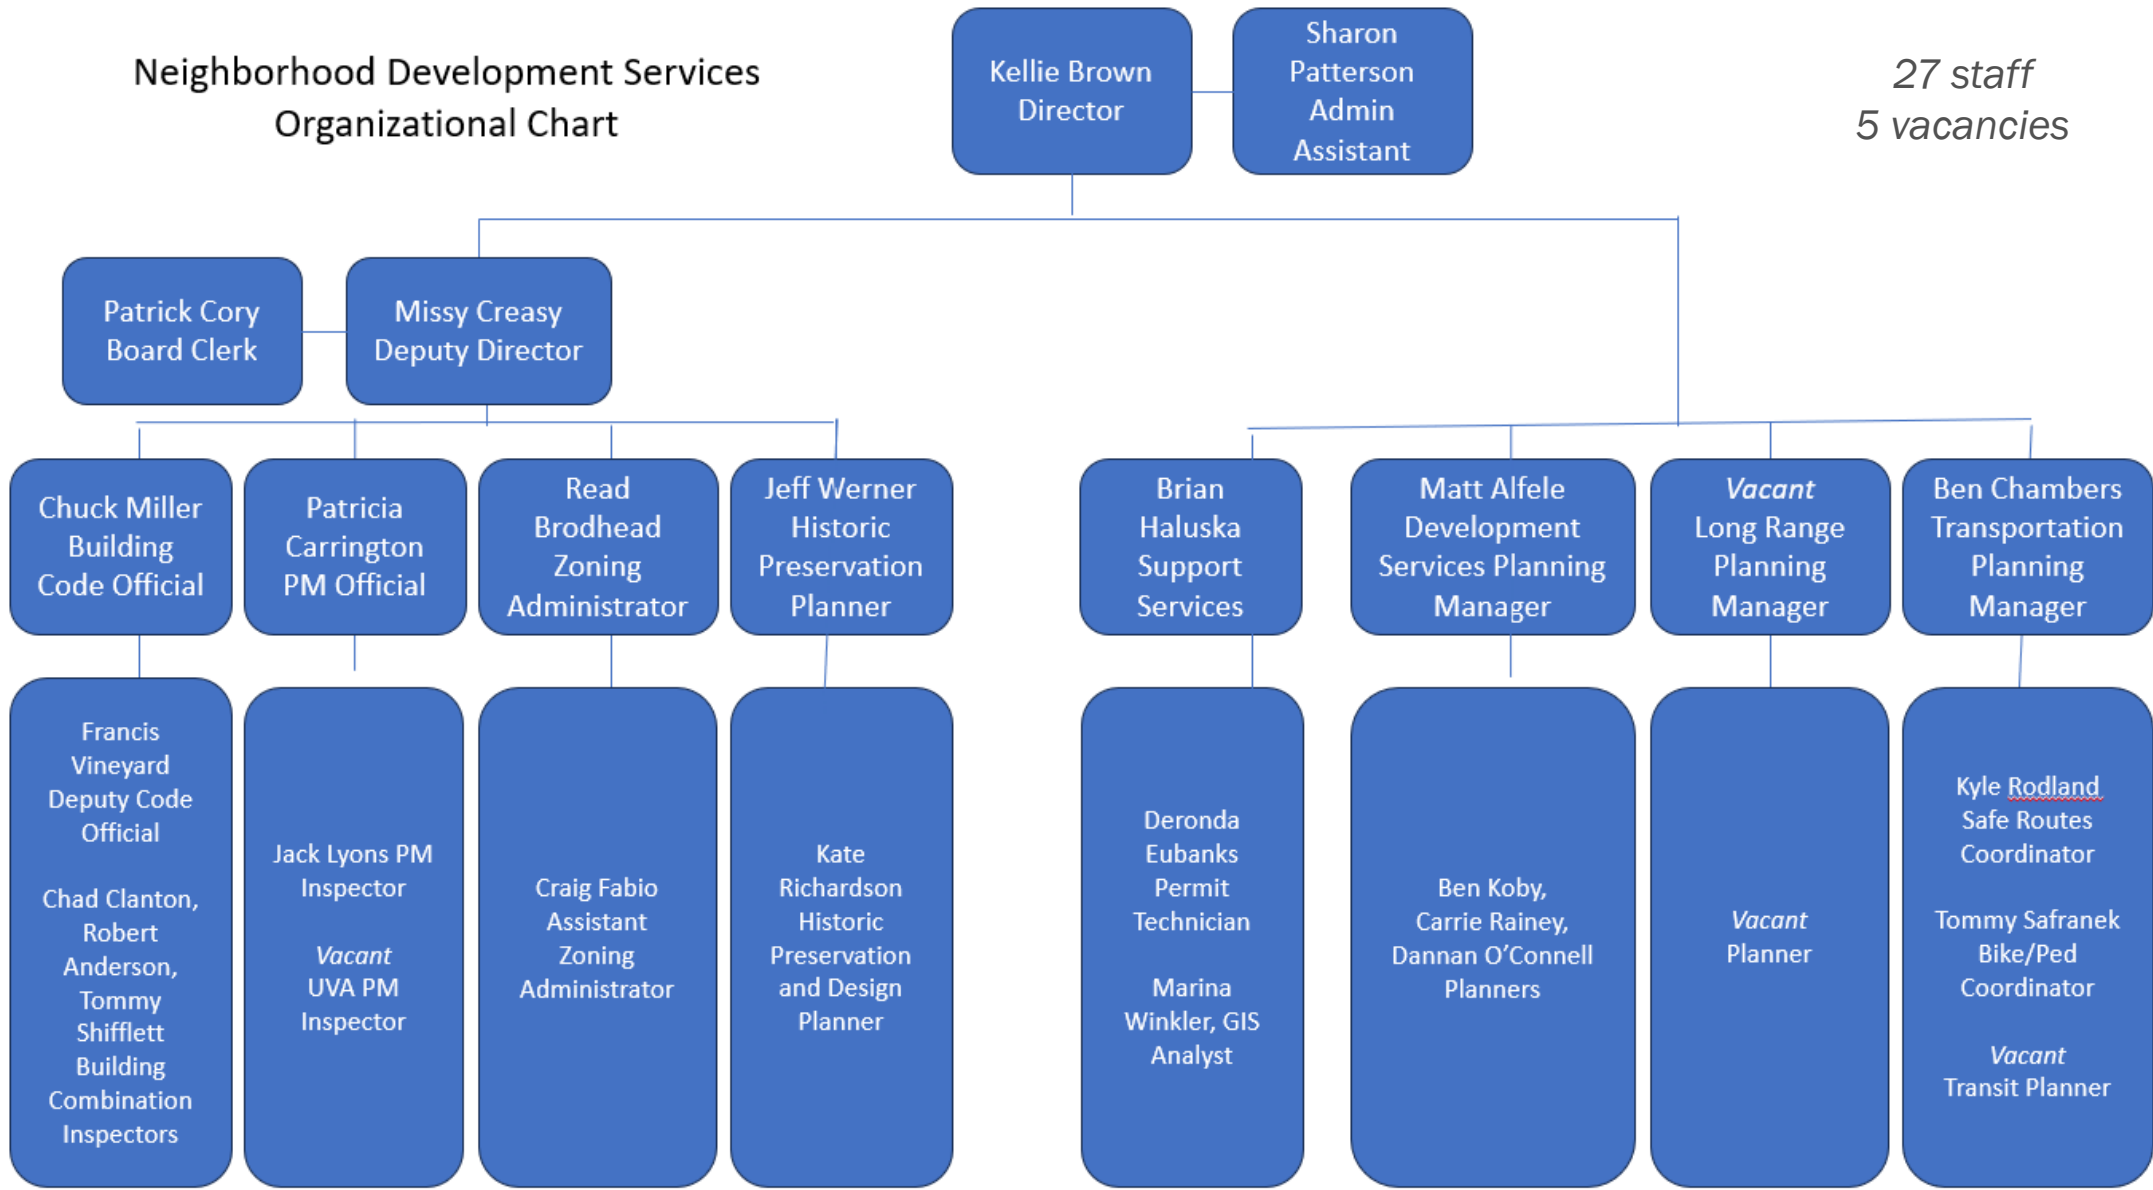 Neighborhood Development Services
Organizational Chart
Kellie Brown
Director
Sharon
Patterson
Admin
Assistant
27 staff
5 vacancies
Patrick Cory
Board Clerk
Missy Creasy
Deputy Director
Chuck Miller
Building
Code Official
Patricia
Carrington
PM Official
Read
Brodhead
Zoning
Administrator
Jeff Werner
Historic
Preservation
Planner
Brian
Haluska
Support
Services
Matt Alfele
Development
Services Planning
Manager
Vacant
Long Range
Planning
Manager
Ben Chambers
Transportation
Planning
Manager
Francis
Vineyard
Deputy Code
Official
Chad Clanton,
Robert
Anderson,
Tommy
Shifflett
Building
Combination
Inspectors
Jack Lyons PM
Inspector
Vacant
UVA PM
Inspector
Craig Fabio
Assistant
Zoning
Administrator
Kate
Richardson
Historic
Preservation
and Design
Planner
Deronda
Eubanks
Permit
Technician
Marina
Winkler, GIS
Analyst
Ben Koby,
Carrie Rainey,
Dannan O’Connell
Planners
Vacant
Planner
Kyle Rodland
Safe Routes
Coordinator
Tommy Safranek
Bike/Ped
Coordinator
Vacant
Transit Planner